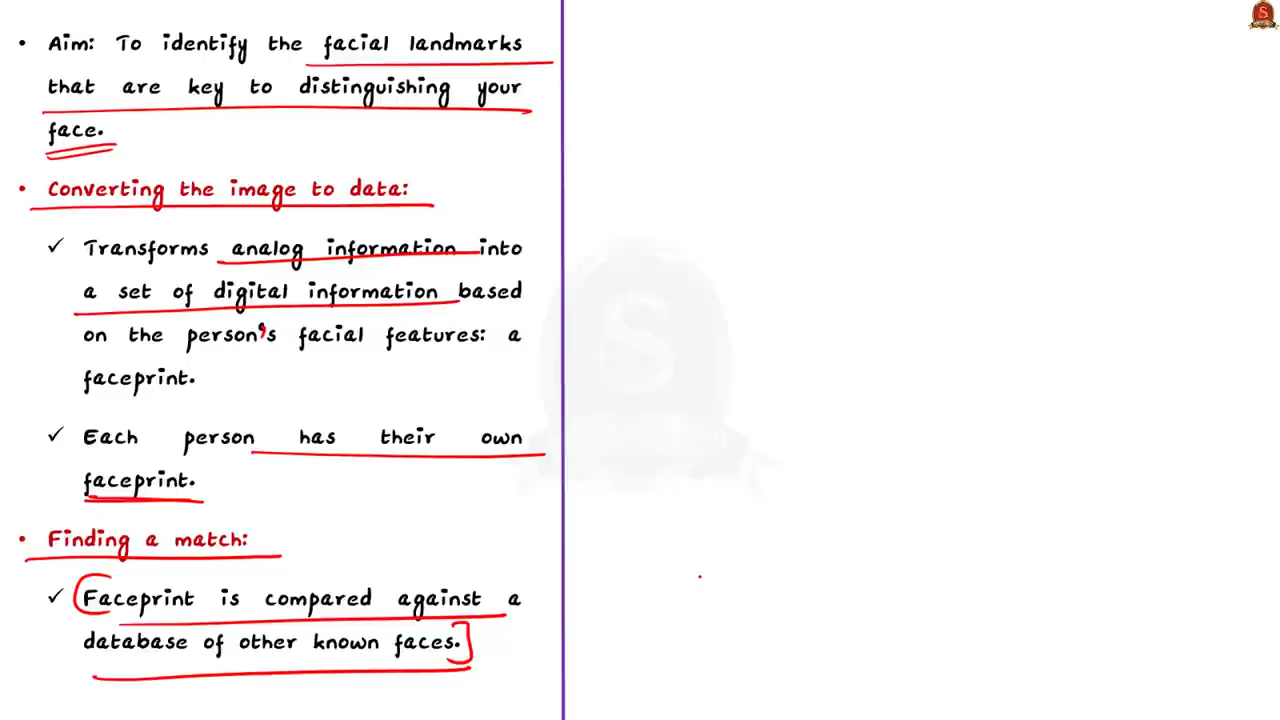 • Aim: To identify the facial landmarks
that are key to distinguishing your
face.
• Converting the image to data:
✓ Transforms analog information into
a set of digital information based
on the person's facial features: a
faceprint.
✓ Each person has their own
faceprint.
• Finding a match:
✓ Faceprint is compared against a
database of other known faces.
S
S